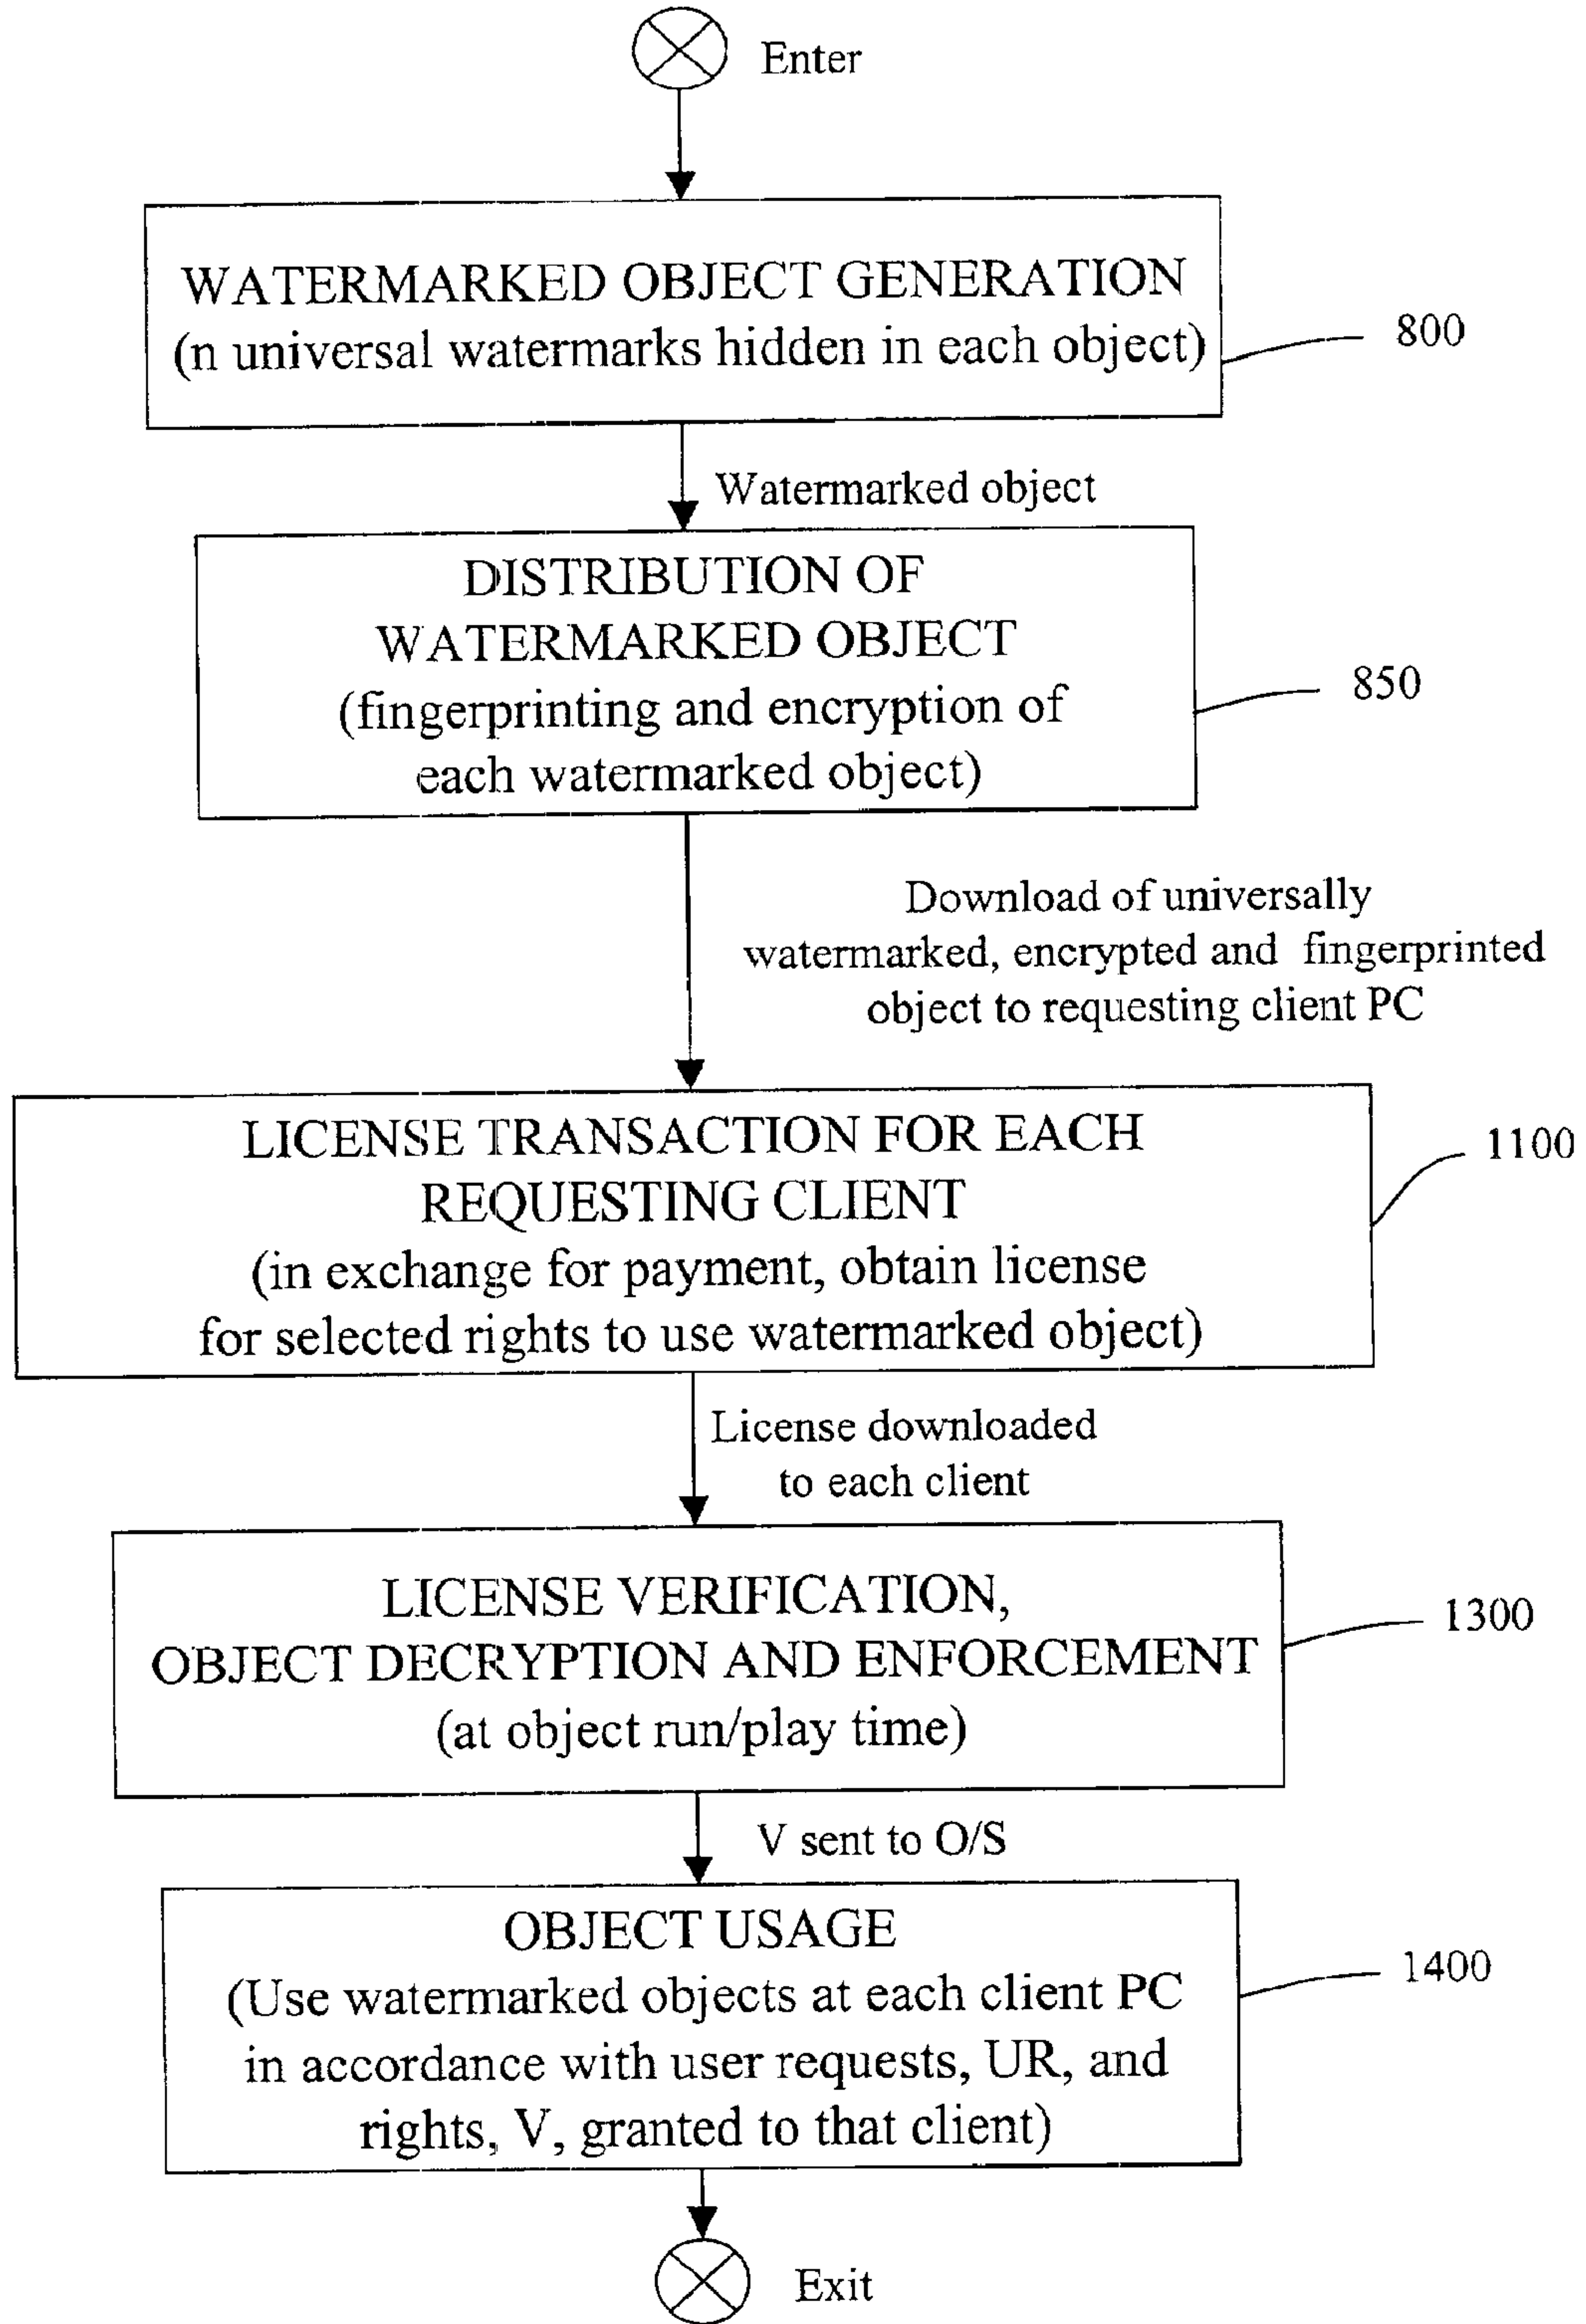 Enter
WATERMARKED OBJECT GENERATION
(n universal watermarks hidden in each object)
800
Watermarked object
DISTRIBUTION OF
WATERMARKED OBJECT
(fingerprinting and encryption of
each watermarked object)
850
Download of universally
watermarked, encrypted and fingerprinted
object to requesting client PC
LICENSE TRANSACTION FOR EACH
REQUESTING CLIENT
(in exchange for payment, obtain license
for selected rights to use watermarked object)
1100
License downloaded
to each client
LICENSE VERIFICATION,
OBJECT DECRYPTION AND ENFORCEMENT
(at object run/play time)
1300
V sent to O/S
OBJECT USAGE
(Use watermarked objects at each client PC
in accordance with user requests, UR, and
rights, V, granted to that client)
1400
Exit